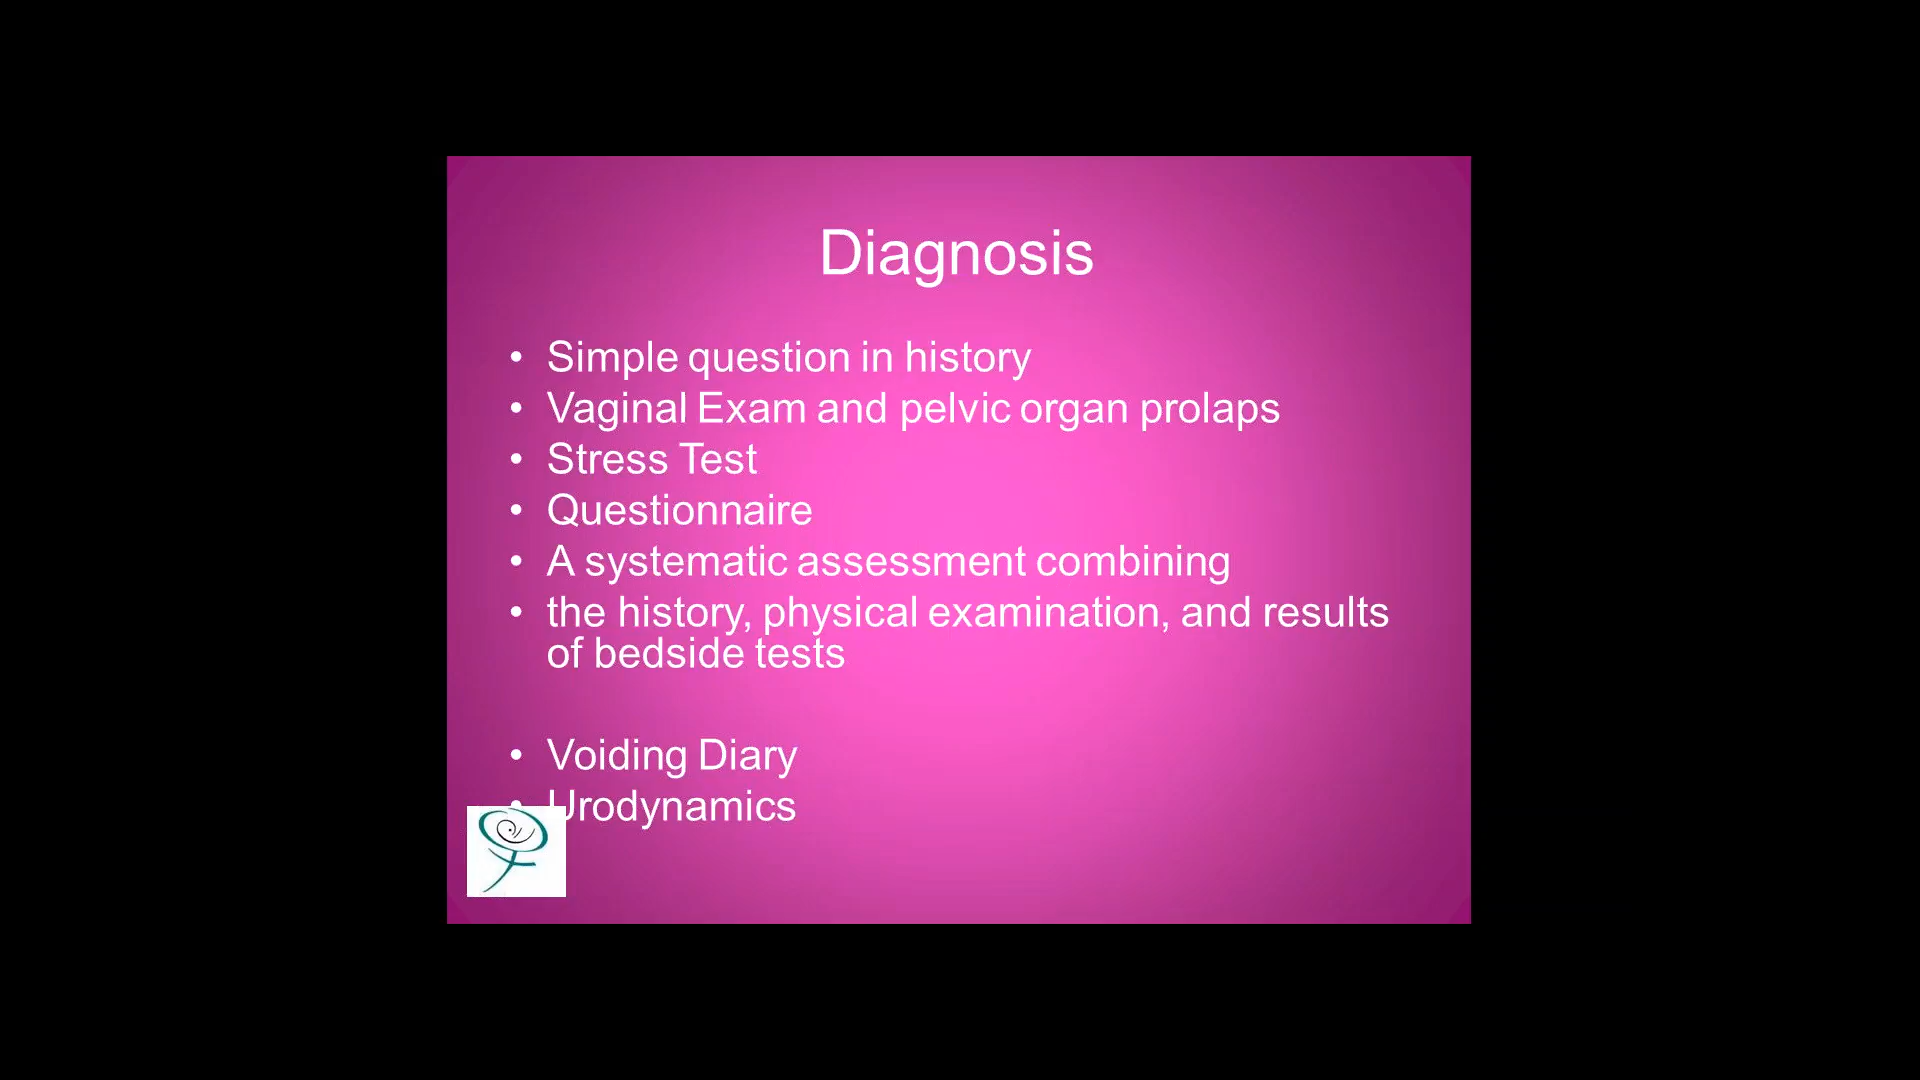 Diagnosis
• Simple question in history
• Vaginal Exam and pelvic organ prolaps
• Stress Test
• Questionnaire
• A systematic assessment combining
• the history, physical examination, and results
of bedside tests
• Voiding Diary
• Urodynamics